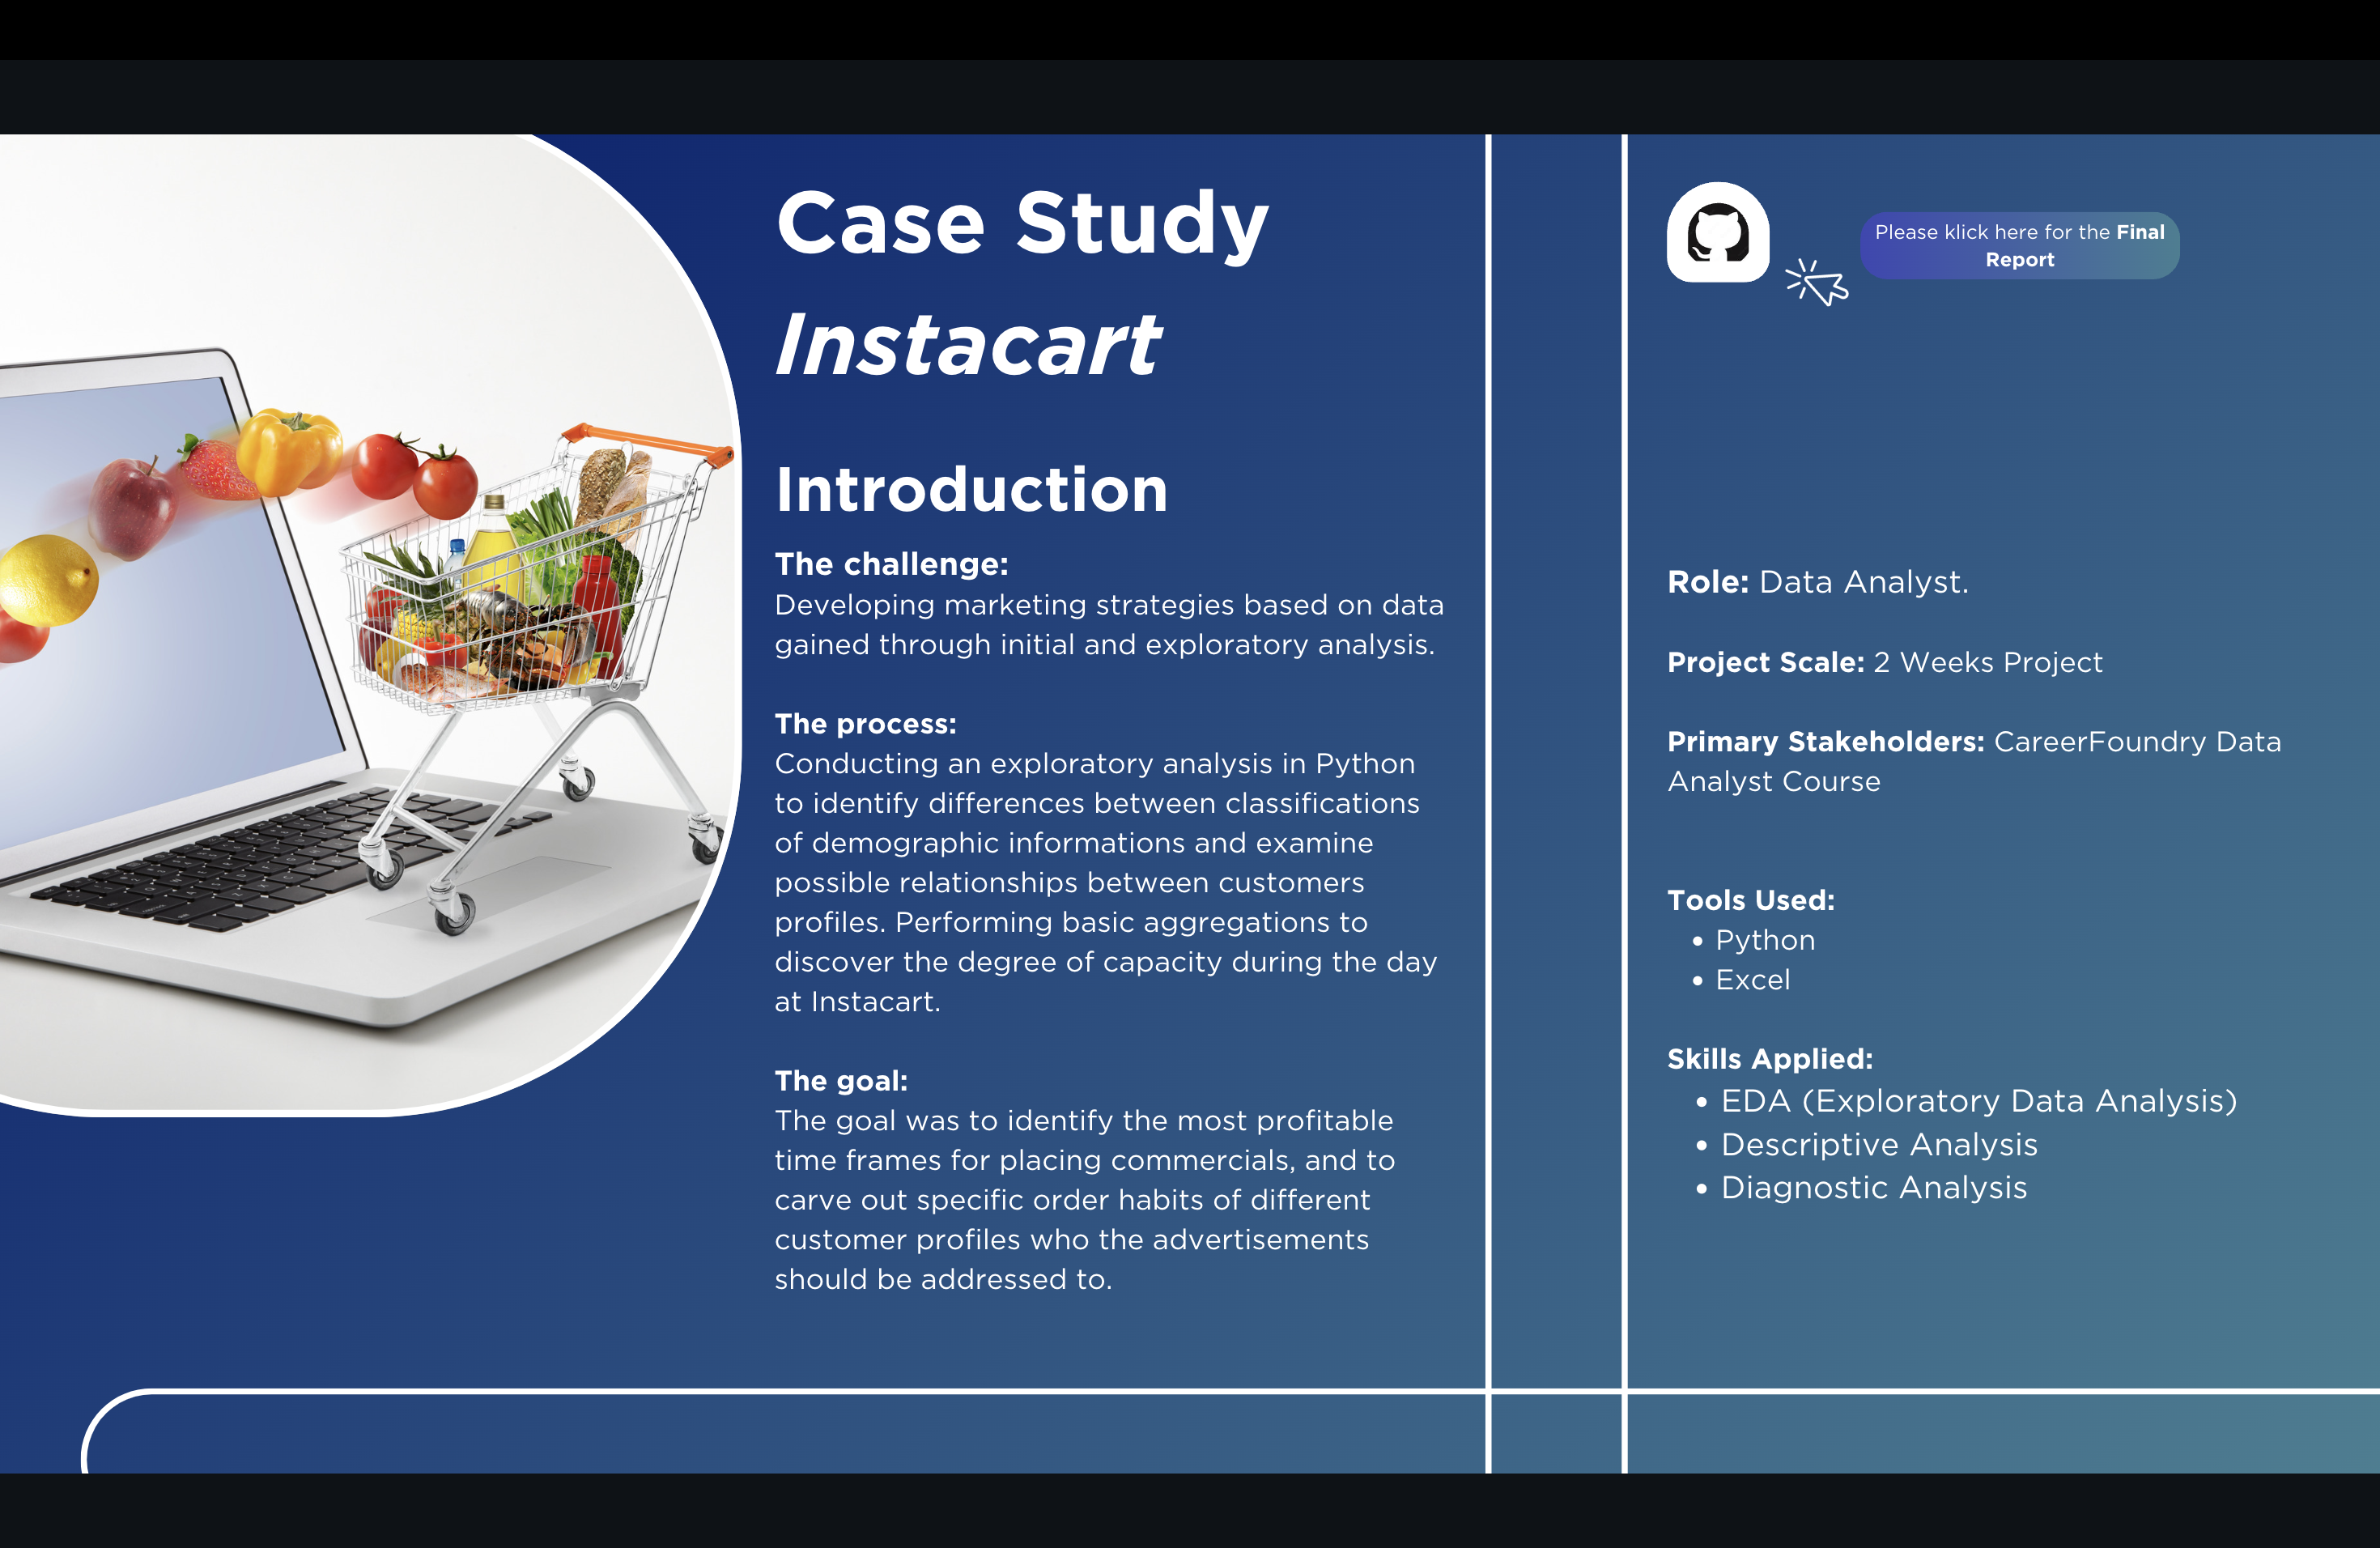 Case Study
Instacart
Introduction
The challenge:
Developing marketing strategies based on data
gained through initial and exploratory analysis.
The process:
Conducting an exploratory analysis in Python
to identify differences between classifications
of demographic informations and examine
possible relationships between customers
profiles. Performing basic aggregations to
discover the degree of capacity during the day
at Instacart.
The goal:
The goal was to identify the most profitable
time frames for placing commercials, and to
carve out specific order habits of different
customer profiles who the advertisements
should be addressed to.
Please klick here for the Final
Report
Role: Data Analyst.
Project Scale: 2 Weeks Project
Primary Stakeholders: CareerFoundry Data
Analyst Course
Tools Used:
• Python
• Excel
Skills Applied:
• EDA (Exploratory Data Analysis)
• Descriptive Analysis
• Diagnostic Analysis